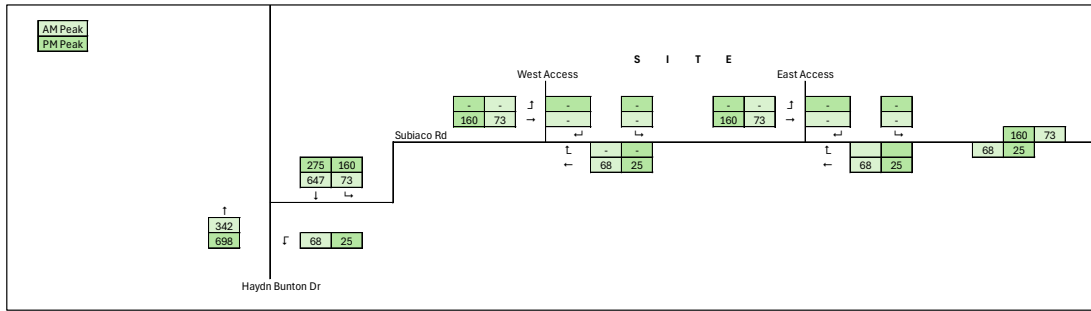 AM Peak
PM Peak
S I T E
West Access
East Access
- - ↱ - -
160 73 → - -
↵ ↳
- - ↱ - -
160 73 → - -
↵ ↳
Subiaco Rd
160 73
68 25
↰ - -
← 68 25
↰
← 68 25
275 160
647 73
↓ ↳
↑
342
698
↰ 68 25
Haydn Bunton Dr